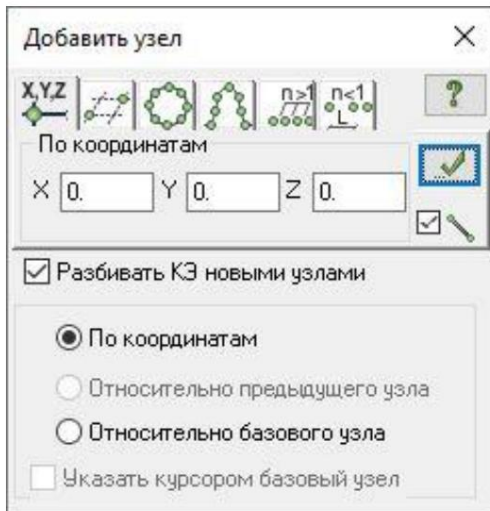 Добавить узел
X,Y,Z n>1 n<1 ?
L
По координатам
X 0. Y 0. Z 0.
Разбивать КЭ новыми узлами
По координатам
Относительно предыдущего узла
Относительно базового узла
Указать курсором базовый узел